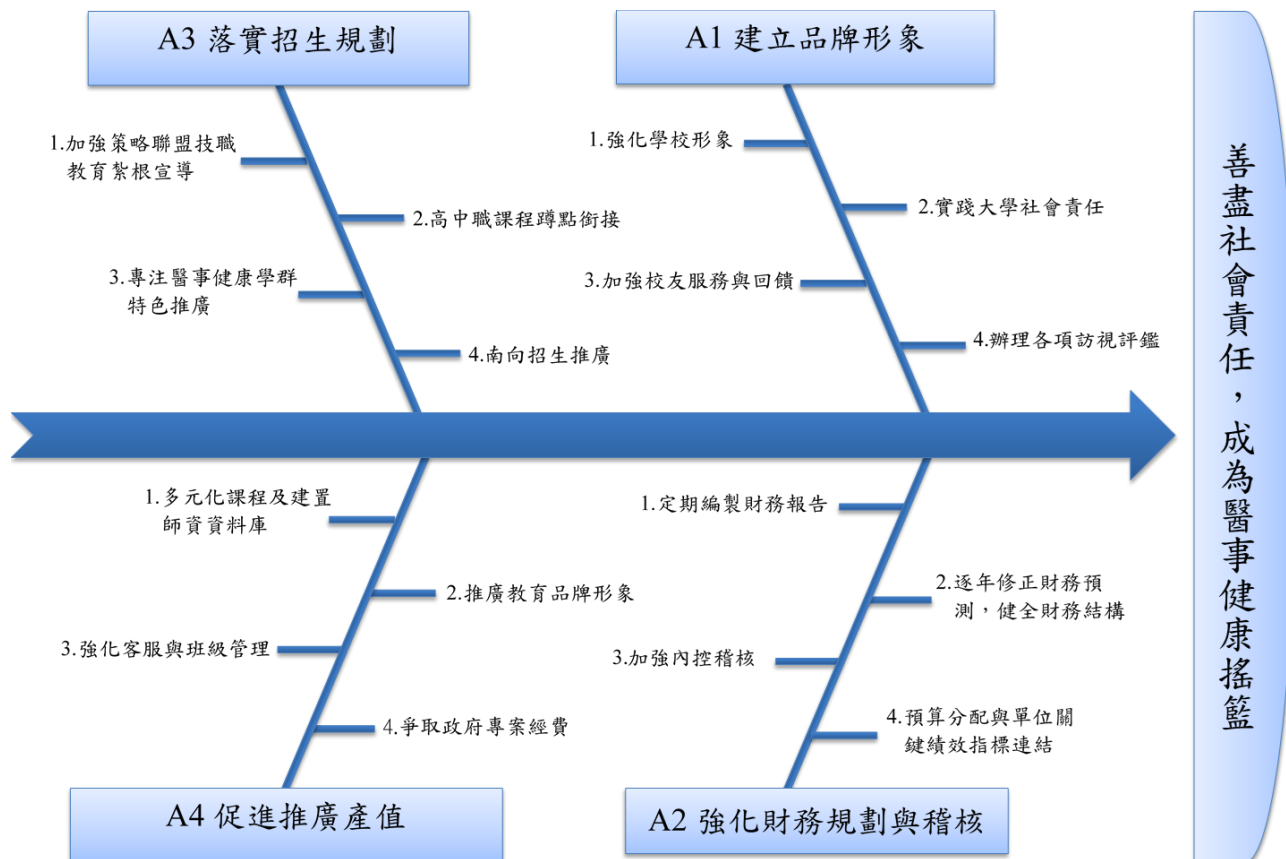 A3 落實招生規劃
1.加強策略聯盟技職
教育紮根宣導
2.高中職課程蹲點銜接
3.專注醫事健康學群
特色推廣
4.南向招生推廣
A1 建立品牌形象
1.強化學校形象
2.實踐大學社會責任
3.加強校友服務與回饋
4.辦理各項訪視評鑑
1.多元化課程及建置
師資資料庫
2.推廣教育品牌形象
3.強化客服與班級管理
4.爭取政府專案經費
A4 促進推廣產值
1.定期編製財務報告
2.逐年修正財務預
測，健全財務結構
3.加強內控稽核
4.預算分配與單位關
鍵績效指標連結
A2 強化財務規劃與稽核
善盡社會責任，成為醫事健康搖籃